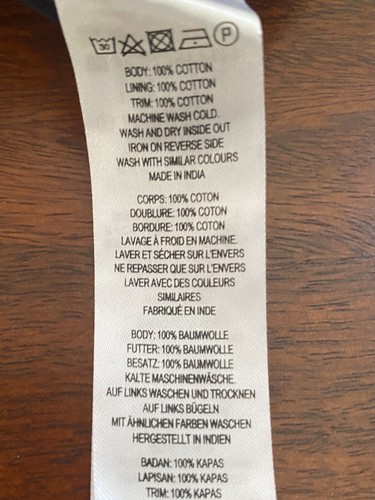 30 P
BODY: 100% COTTON
LINING: 100% COTTON
TRIM: 100% COTTON
MACHINE WASH COLD.
WASH AND DRY INSIDE OUT
IRON ON REVERSE SIDE
WASH WITH SIMILAR COLOURS
MADE IN INDIA
CORPS: 100% COTON
DOUBLURE: 100% COTON
BORDURE: 100% COTON
LAVAGE À FROID EN MACHINE.
LAVER ET SÉCHER SUR L'ENVERS
NE REPASSER QUE SUR L'ENVERS
LAVER AVEC DES COULEURS
SIMILAIRES
FABRIQUÉ EN INDE
BODY: 100% BAUMWOLLE
FUTTER: 100% BAUMWOLLE
BESATZ: 100% BAUMWOLLE
KALTE MASCHINENWÄSCHE.
AUF LINKS WASCHEN UND TROCKNEN
AUF LINKS BÜGELN
MIT ÄHNLICHEN FARBEN WASCHEN
HERGESTELLT IN INDIEN
BADAN: 100% KAPAS
LAPISAN: 100% KAPAS
TRIM: 100% KAPAS